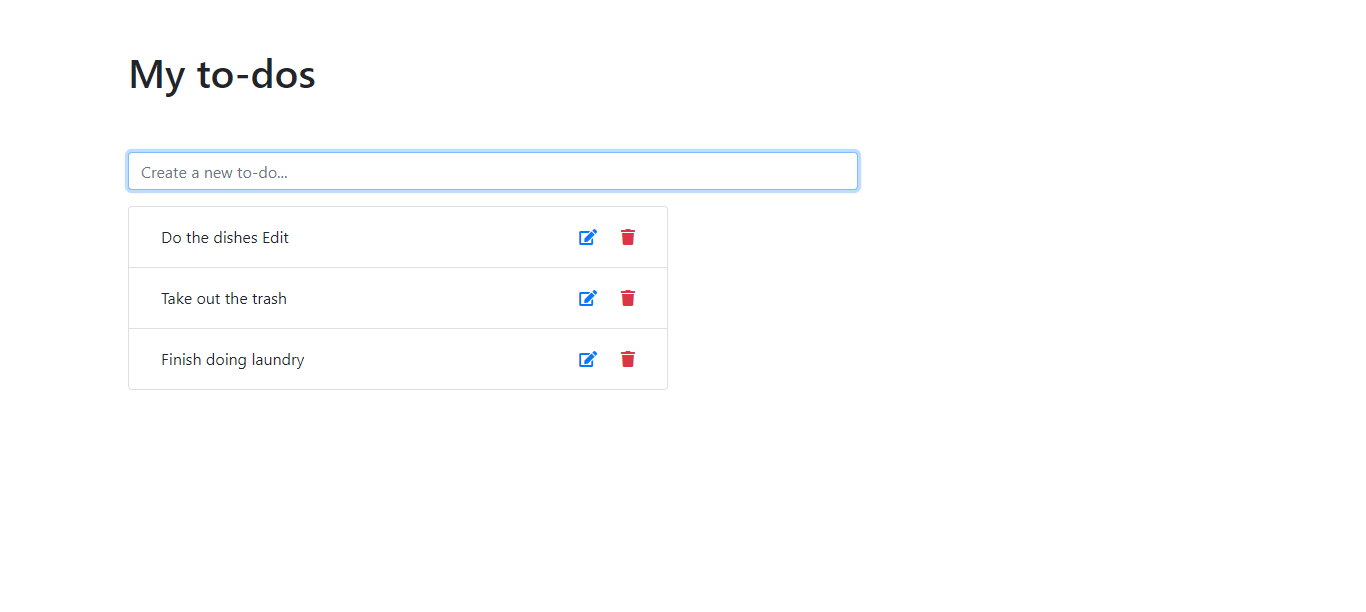 My to-dos
Create a new to-do...
Do the dishes Edit
Take out the trash
Finish doing laundry